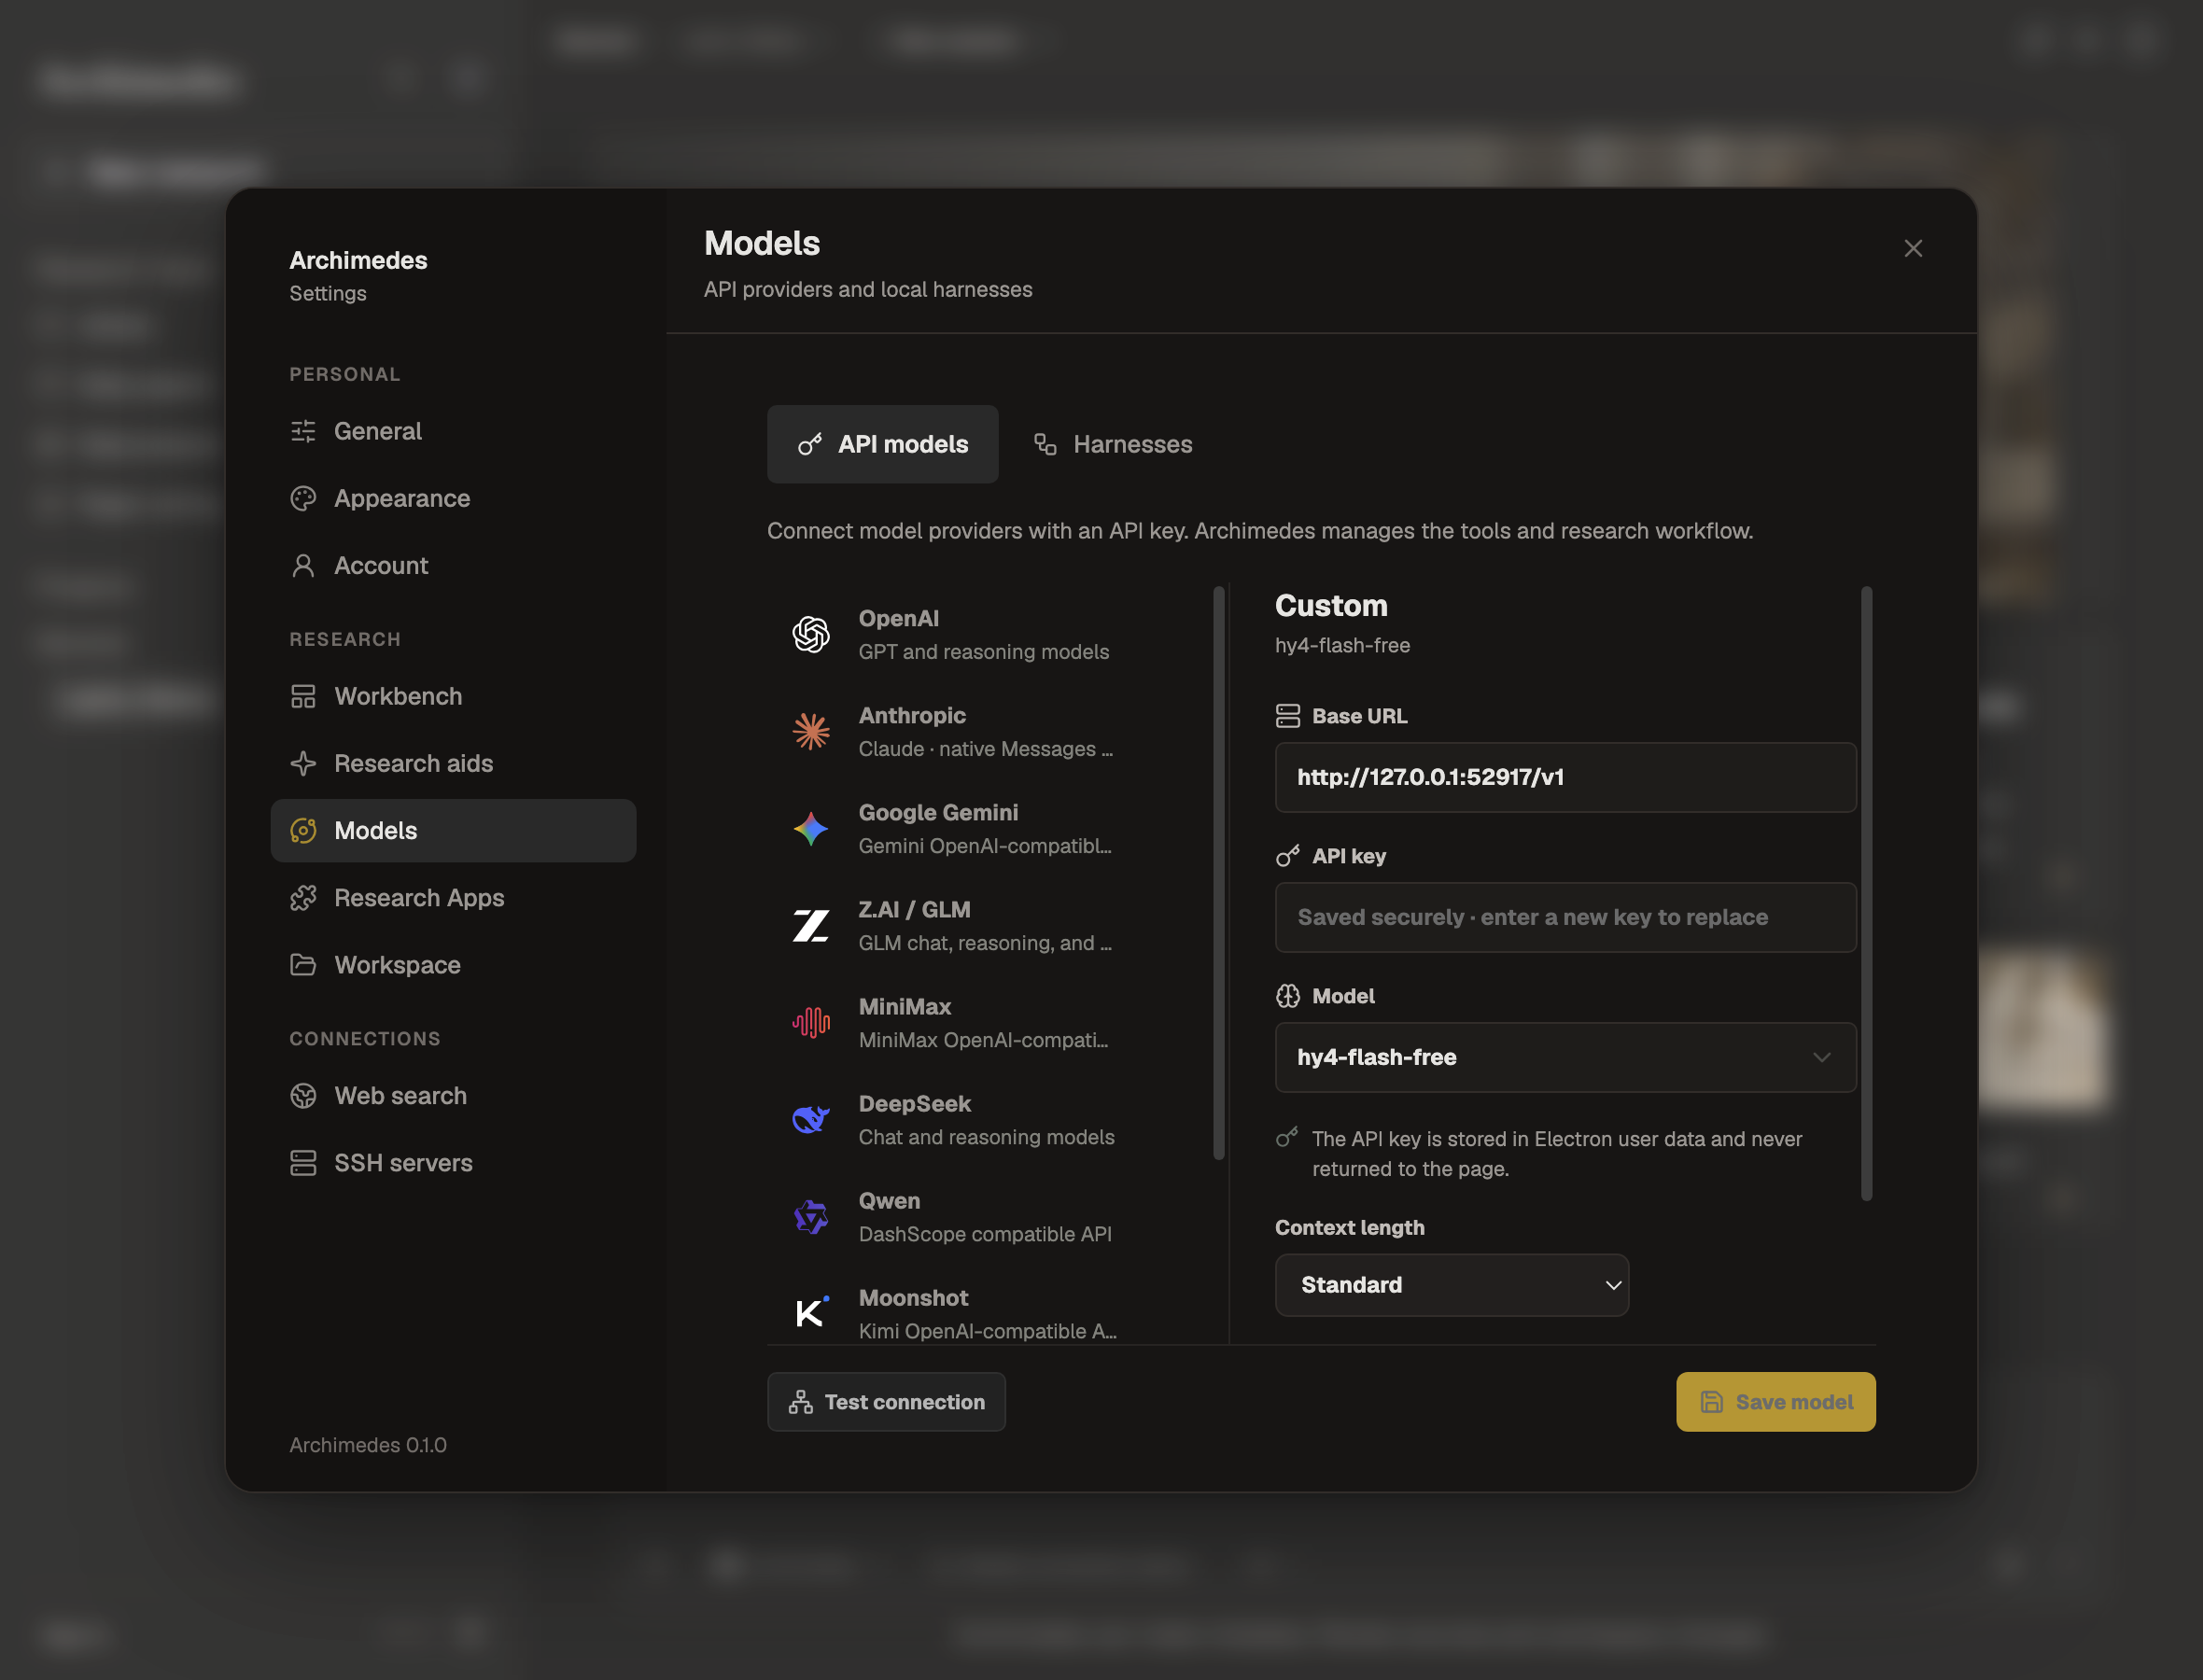 Archimedes
Settings
PERSONAL
General
Appearance
Account
RESEARCH
Workbench
Research aids
Models
Research Apps
Workspace
CONNECTIONS
Web search
SSH servers
Archimedes 0.1.0
Models
API providers and local harnesses
API models
Harnesses
Connect model providers with an API key. Archimedes manages the tools and research workflow.
OpenAI
GPT and reasoning models
Anthropic
Claude · native Messages ...
Google Gemini
Gemini OpenAI-compatibl...
Z.AI / GLM
GLM chat, reasoning, and ...
MiniMax
MiniMax OpenAI-compati...
DeepSeek
Chat and reasoning models
Qwen
DashScope compatible API
Moonshot
Kimi OpenAI-compatible A...
Custom
hy4-flash-free
Base URL
http://127.0.0.1:52917/v1
API key
Saved securely · enter a new key to replace
Model
hy4-flash-free
The API key is stored in Electron user data and never
returned to the page.
Context length
Standard
Test connection
Save model